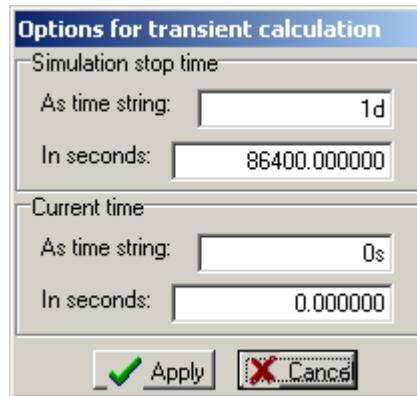 Options for transient calculation
Simulation stop time
As time string: 1d
In seconds: 86400.000000
Current time
As time string: 0s
In seconds: 0.000000
Apply Cancel